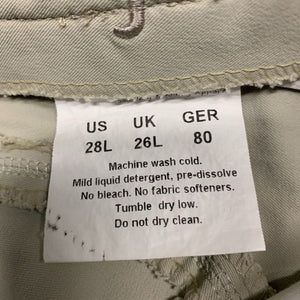 US UK GER
28L 26L 80
Machine wash cold.
Mild liquid detergent, pre-dissolve
No bleach. No fabric softeners.
Tumble dry low.
Do not dry clean.